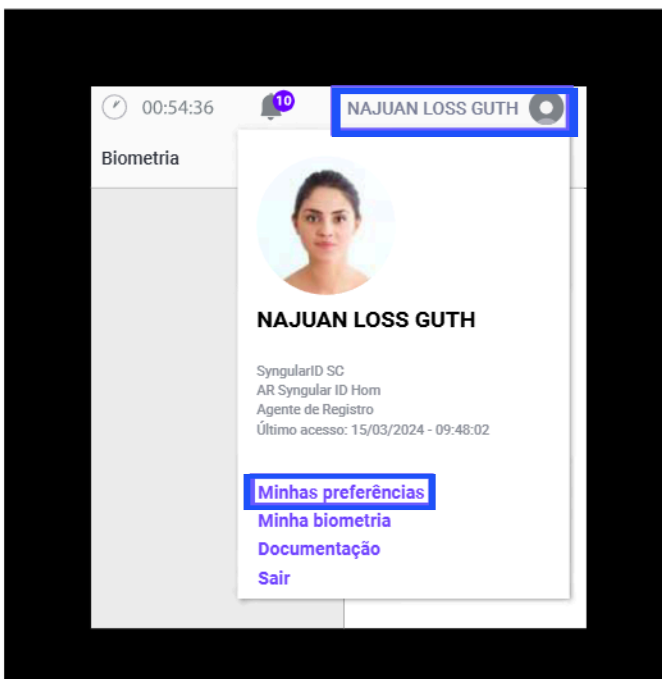 00:54:36
10
NAJUAN LOSS GUTH
Biometria
NAJUAN LOSS GUTH
SyngularID SC
AR Syngular ID Hom
Agente de Registro
Último acesso: 15/03/2024 - 09:48:02
Minhas preferências
Minha biometria
Documentação
Sair